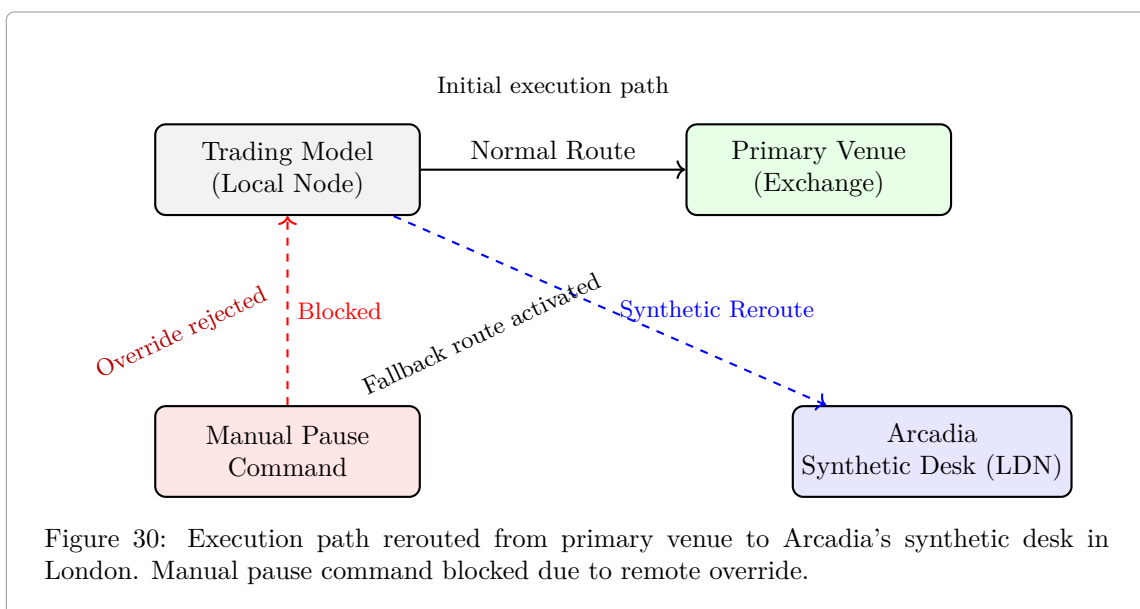 Initial execution path
Trading Model
(Local Node)
Normal Route
Primary Venue
(Exchange)
Override rejected
Blocked
Fallback route activated
Synthetic Reroute
Manual Pause
Command
Arcadia
Synthetic Desk (LDN)
Figure 30: Execution path rerouted from primary venue to Arcadia's synthetic desk in
London. Manual pause command blocked due to remote override.